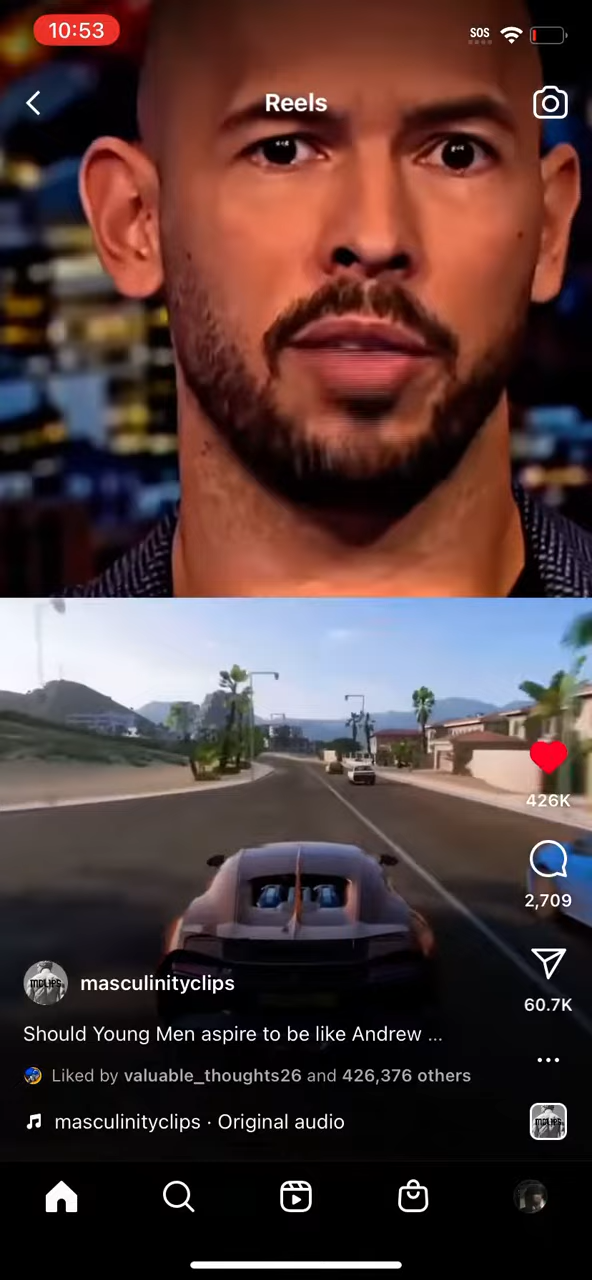 10:53
SOS
Reels
426K
2,709
60.7K
masculinityclips
Should Young Men aspire to be like Andrew ...
Liked by valuable_thoughts26 and 426,376 others
masculinityclips · Original audio